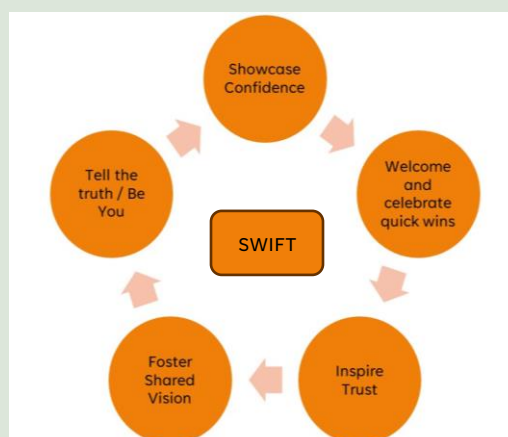 Showcase
Confidence
Welcome
and
celebrate
quick wins
Inspire
Trust
Foster
Shared
Vision
Tell the
truth / Be
You
SWIFT